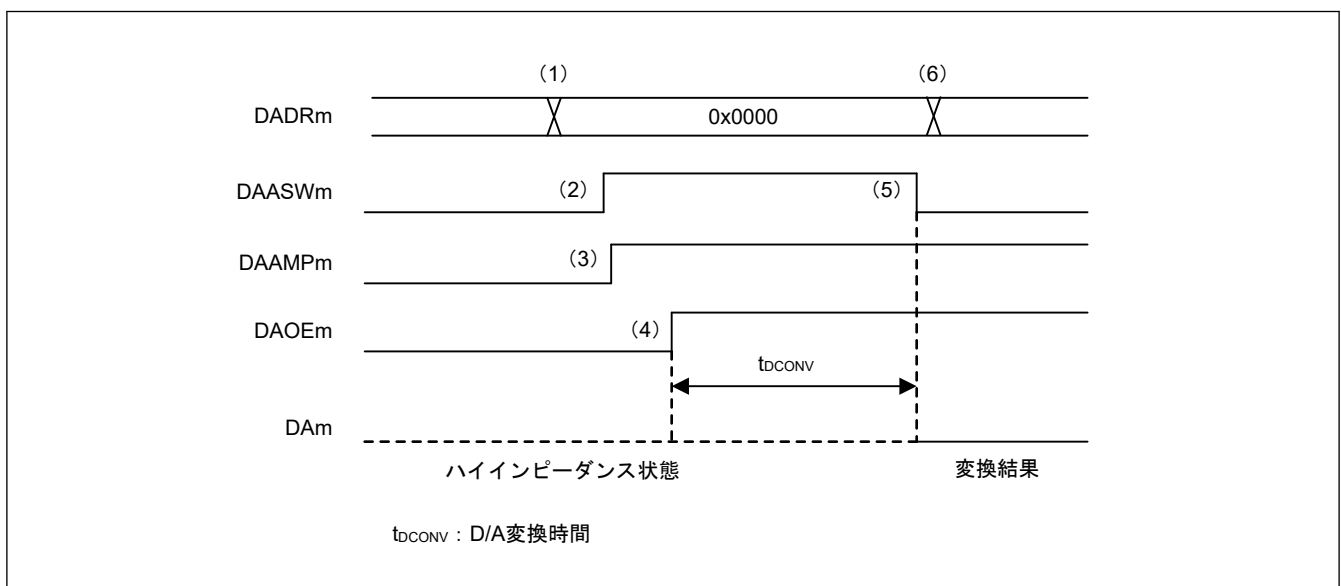 （1）
（6）
DADRm
0x0000
DAASWm
（2）
（5）
DAAMPm
（3）
DAOEm
（4）
tDCONV
DAm
ハイインピーダンス状態
変換結果
tDCONV：D/A変換時間